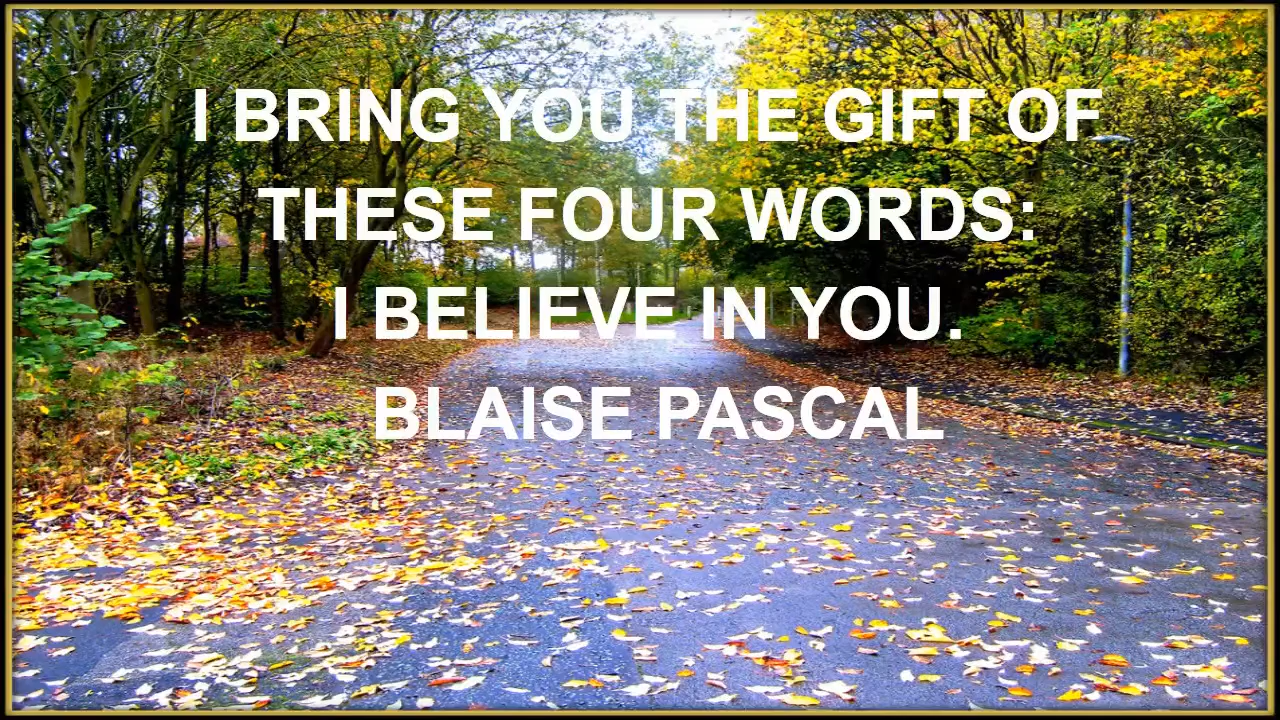 I BRING YOU THE GIFT OF
THESE FOUR WORDS:
I BELIEVE IN YOU.
BLAISE PASCAL